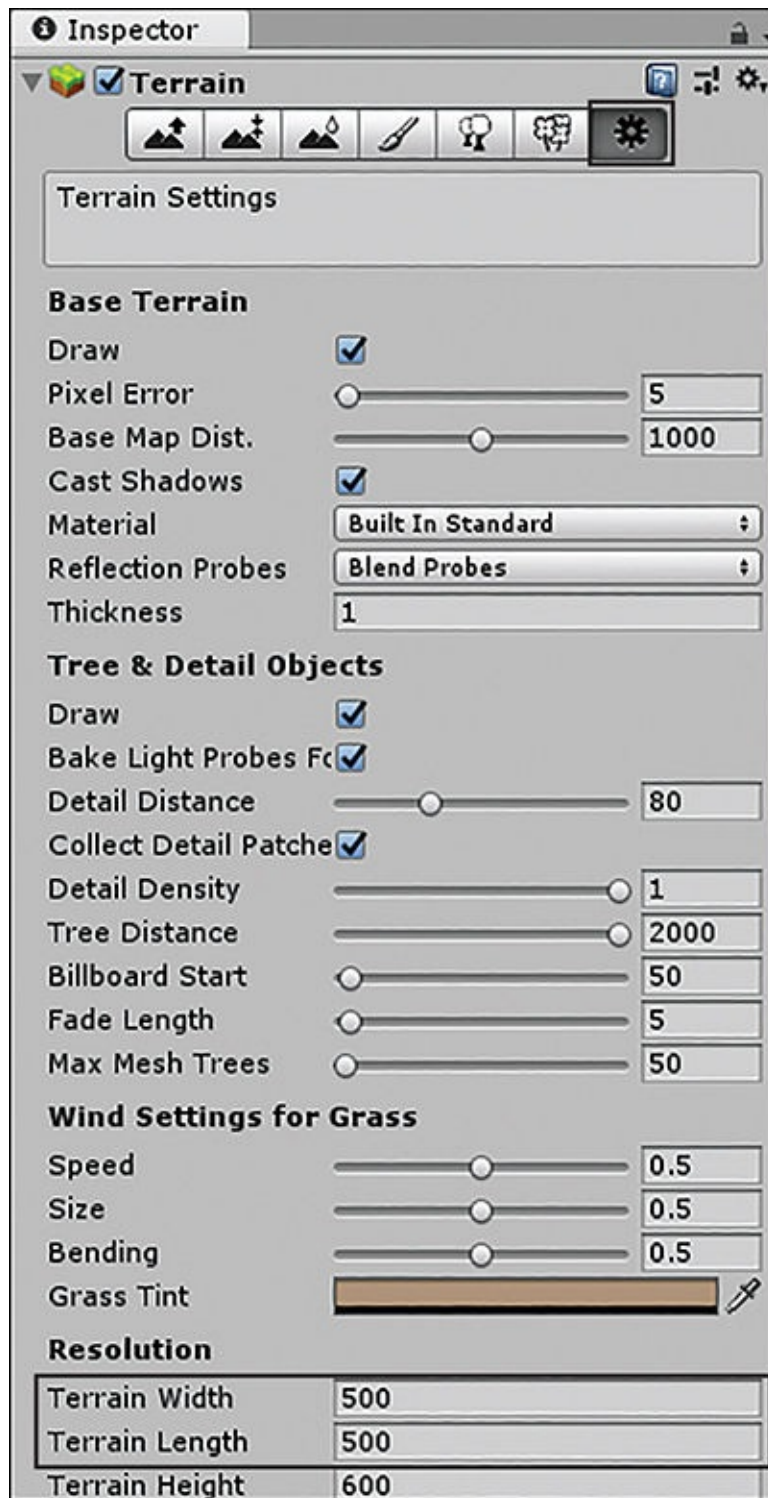 Inspector
Terrain
Terrain Settings
Base Terrain
Draw
Pixel Error 5
Base Map Dist. 1000
Cast Shadows
Material Built In Standard
Reflection Probes Blend Probes
Thickness 1
Tree & Detail Objects
Draw
Bake Light Probes Fo
Detail Distance 80
Collect Detail Patche
Detail Density 1
Tree Distance 2000
Billboard Start 50
Fade Length 5
Max Mesh Trees 50
Wind Settings for Grass
Speed 0.5
Size 0.5
Bending 0.5
Grass Tint
Resolution
Terrain Width 500
Terrain Length 500
Terrain Height 600